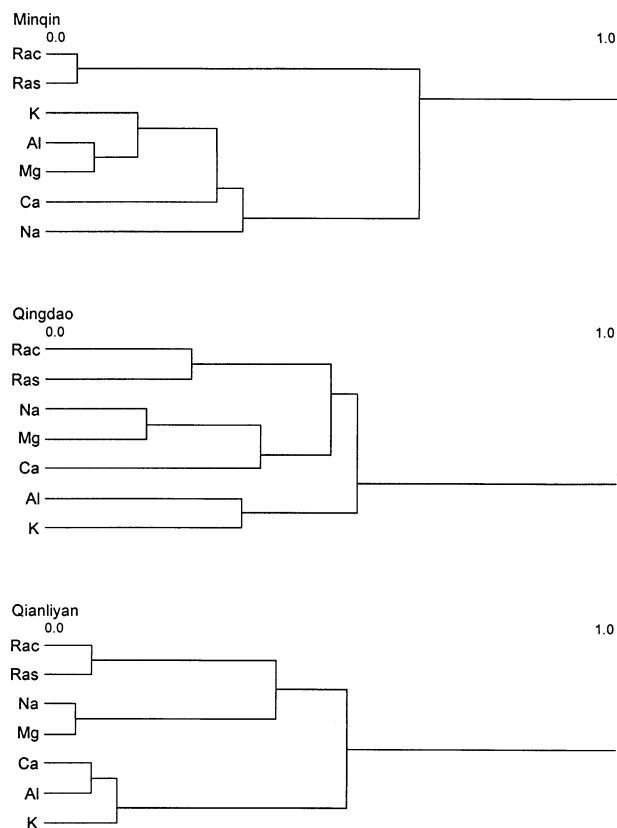 Minqin
0.0 1.0
Rac
Ras
K
Al
Mg
Ca
Na
Qingdao
0.0 1.0
Rac
Ras
Na
Mg
Ca
Al
K
Qianliyan
0.0 1.0
Rac
Ras
Na
Mg
Ca
Al
K